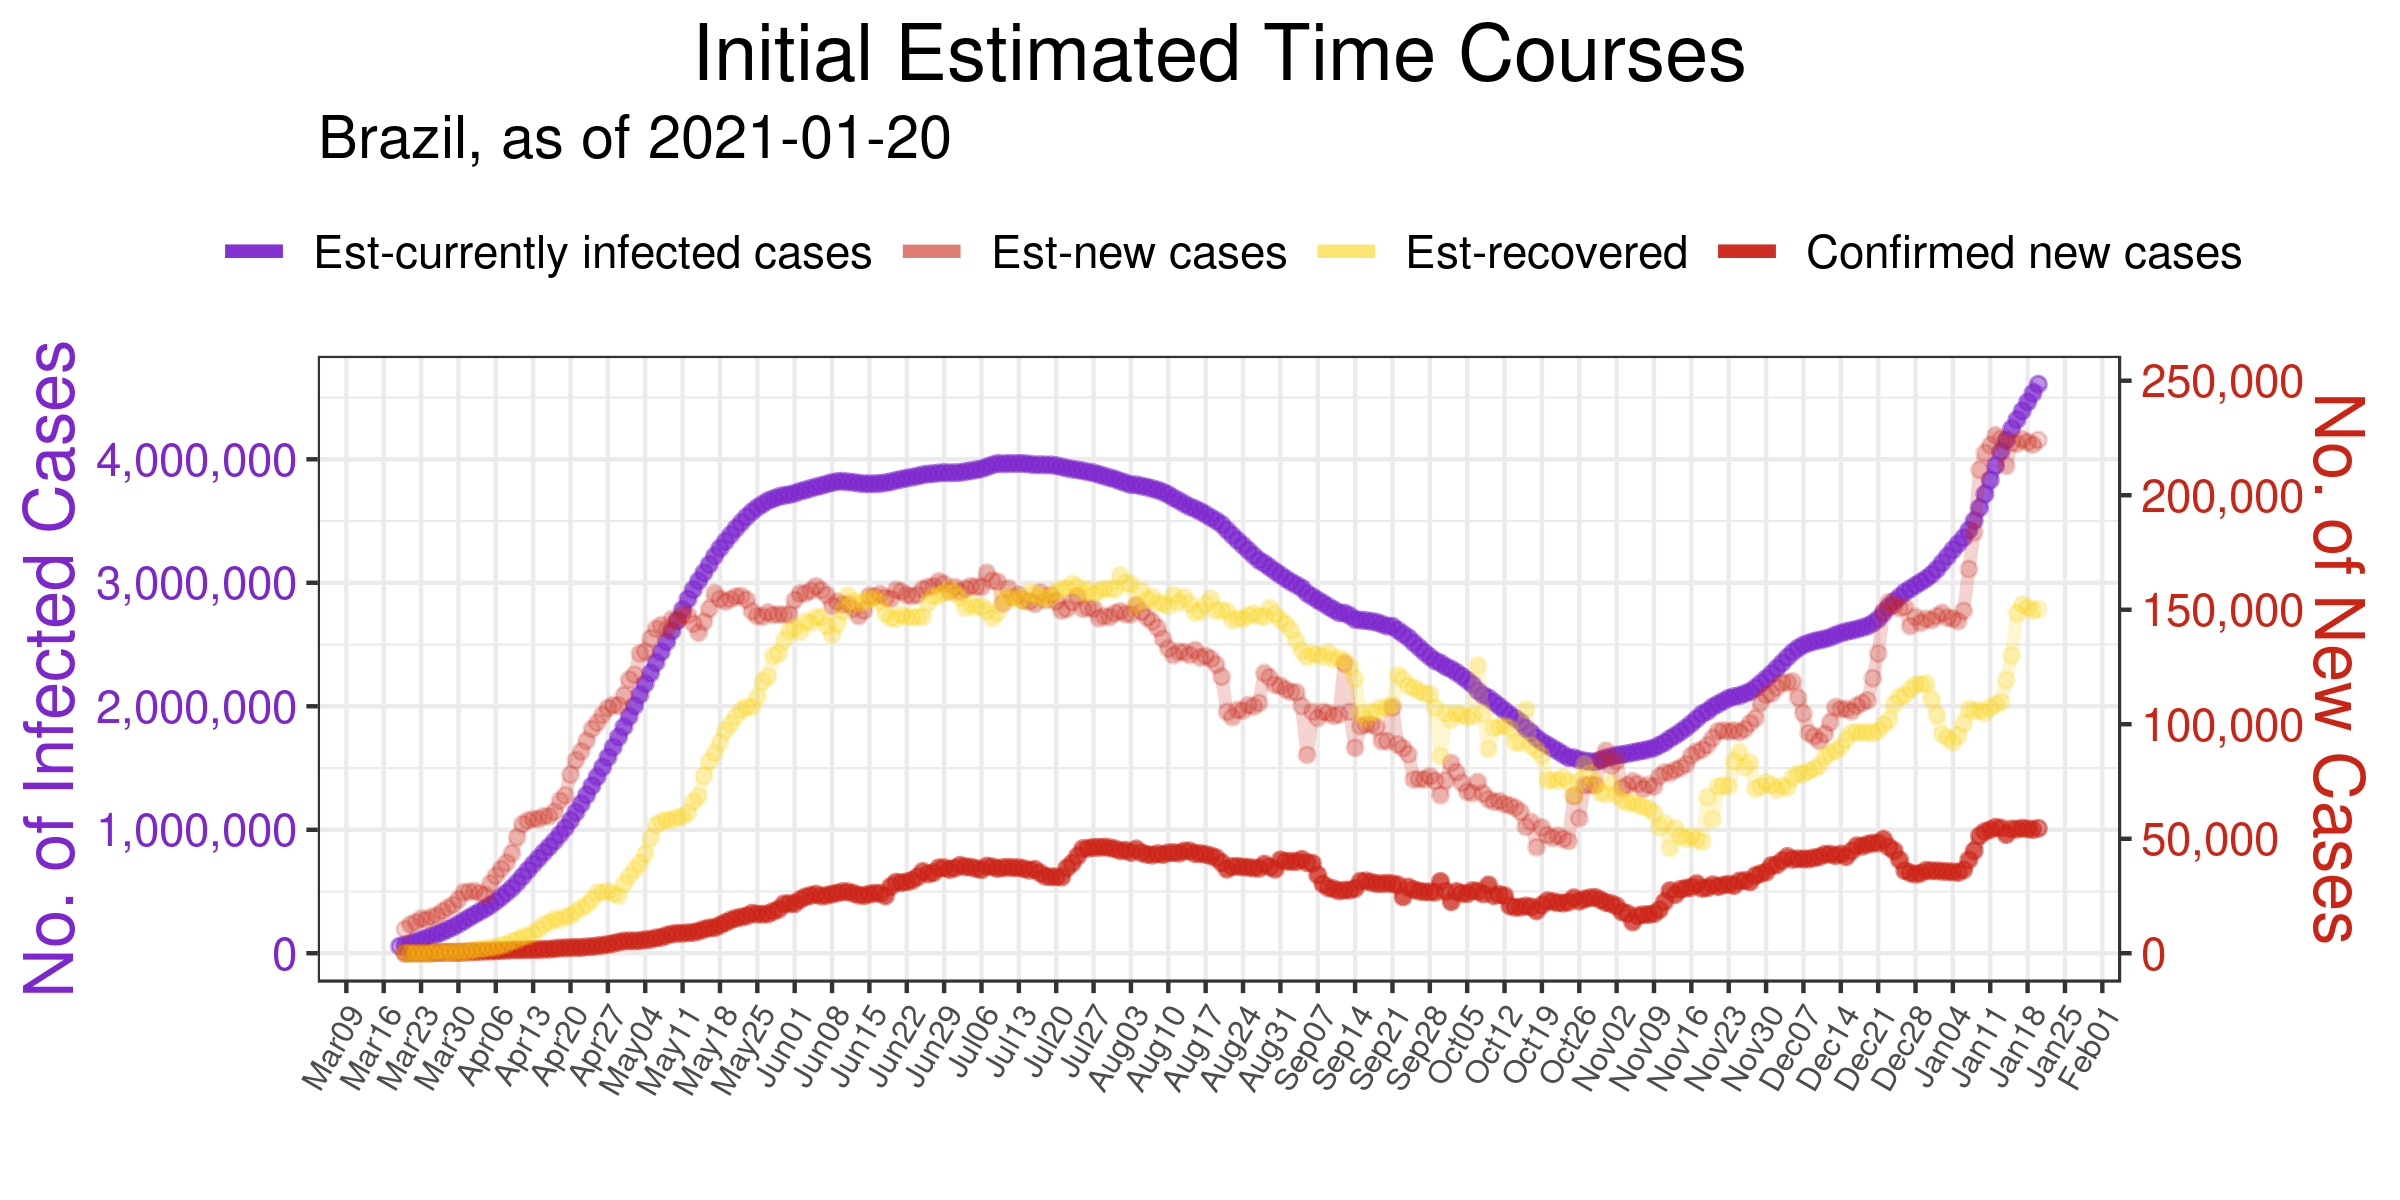 Initial Estimated Time Courses
Brazil, as of 2021-01-20
Est-currently infected cases Est-new cases Est-recovered Confirmed new cases
No. of Infected Cases
4,000,000
3,000,000
2,000,000
1,000,000
0
250,000
200,000
150,000
100,000
50,000
0
No. of New Cases
Mar09 Mar16 Mar23 Mar30 Apr06 Apr13 Apr20 Apr27 May04 May11 May18 May25 Jun01 Jun08 Jun15 Jun22 Jun29 Jul06 Jul13 Jul20 Jul27 Aug03 Aug10 Aug17 Aug24 Aug31 Sep07 Sep14 Sep21 Sep28 Oct05 Oct12 Oct19 Oct26 Nov02 Nov09 Nov16 Nov23 Nov30 Dec07 Dec14 Dec21 Dec28 Jan04 Jan11 Jan18 Jan25 Feb01